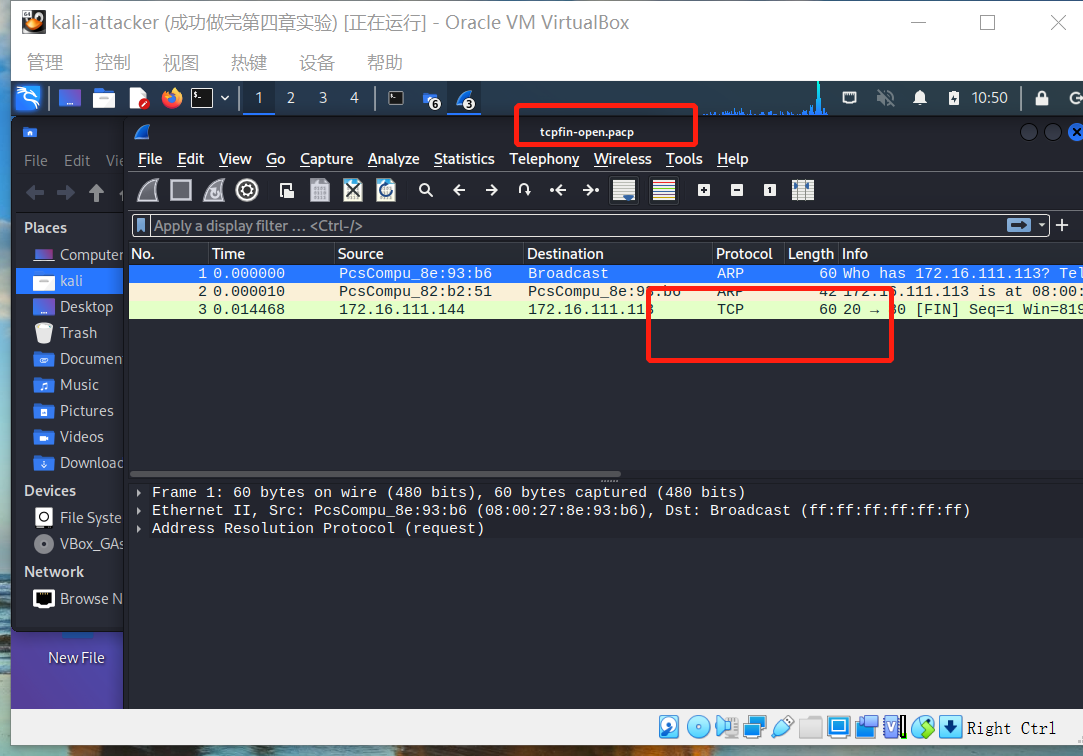 kali-attacker (成功做完第四章实验) [正在运行] - Oracle VM VirtualBox
管理 控制 视图 热键 设备 帮助
1 2 3 4 6 3 10:50
tcpfin-open.pacp
File Edit Vie
File Edit View Go Capture Analyze Statistics Telephony Wireless Tools Help
Apply a display filter … <Ctrl-/>
No. Time Source Destination Protocol Length Info
1 0.000000 PcsCompu_8e:93:b6 Broadcast ARP 60 Who has 172.16.111.113? Tel
2 0.000010 PcsCompu_82:b2:51 PcsCompu_8e:93:b6 ARP 42 172.16.111.113 is at 08:00:
3 0.014468 172.16.111.144 172.16.111.113 TCP 60 20 → 80 [FIN] Seq=1 Win=819
Places
Computer
kali
Desktop
Trash
Documen
Music
Pictures
Videos
Download
Devices
File Syste
VBox_GAs
Network
Browse N
Frame 1: 60 bytes on wire (480 bits), 60 bytes captured (480 bits)
Ethernet II, Src: PcsCompu_8e:93:b6 (08:00:27:8e:93:b6), Dst: Broadcast (ff:ff:ff:ff:ff:ff)
Address Resolution Protocol (request)
New File
Right Ctrl